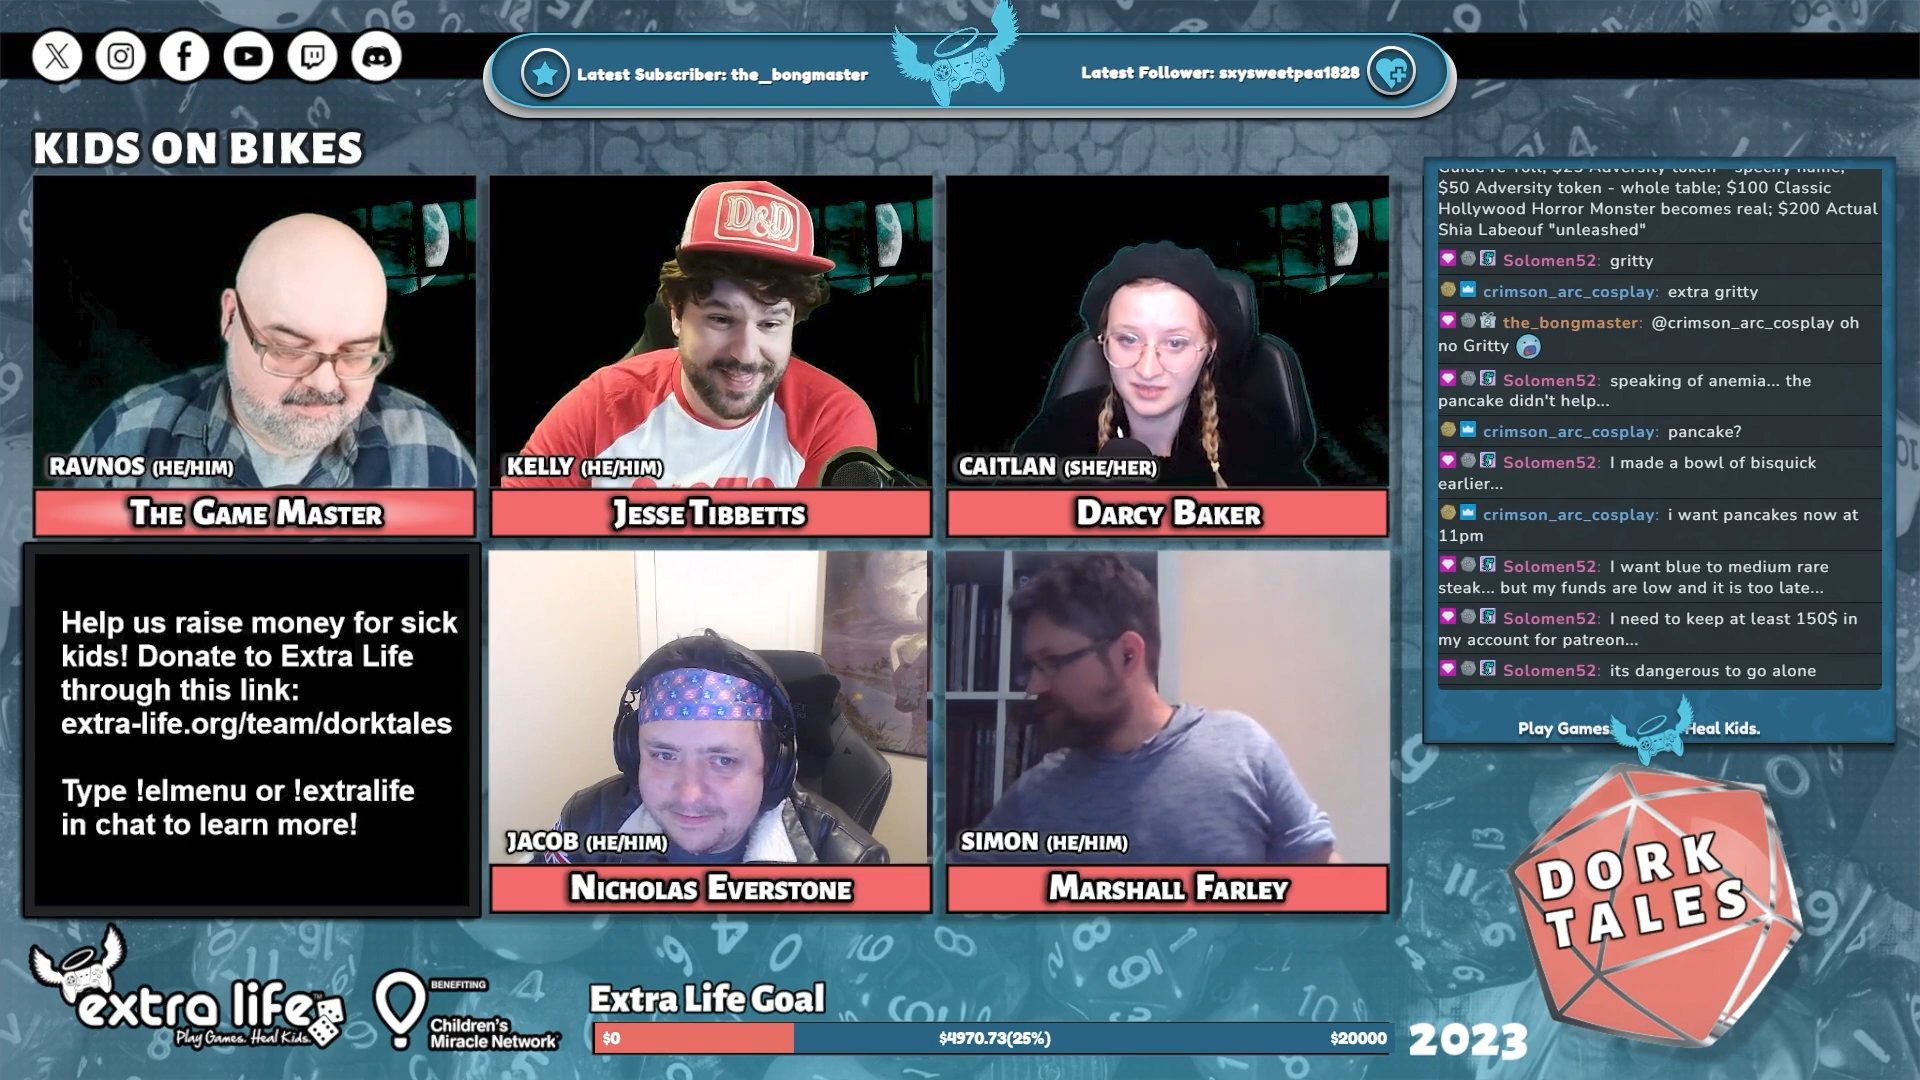 Latest Subscriber: the_bongmaster
Latest Follower: sxysweetpea1828
KIDS ON BIKES
D&D
RAVNOS (HE/HIM)
THE GAME MASTER
KELLY (HE/HIM)
JESSE TIBBETTS
CAITLAN (SHE/HER)
DARCY BAKER
Help us raise money for sick
kids! Donate to Extra Life
through this link:
extra-life.org/team/dorktales
Type !elmenu or !extralife
in chat to learn more!
JACOB (HE/HIM)
NICHOLAS EVERSTONE
SIMON (HE/HIM)
MARSHALL FARLEY
$50 Adversity token - whole table; $100 Classic
Hollywood Horror Monster becomes real; $200 Actual
Shia Labeouf "unleashed"
Solomen52: gritty
crimson_arc_cosplay: extra gritty
the_bongmaster: @crimson_arc_cosplay oh
no Gritty
Solomen52: speaking of anemia... the
pancake didn't help...
crimson_arc_cosplay: pancake?
Solomen52: I made a bowl of bisquick
earlier...
crimson_arc_cosplay: i want pancakes now at
11pm
Solomen52: I want blue to medium rare
steak... but my funds are low and it is too late...
Solomen52: I need to keep at least 150$ in
my account for patreon...
Solomen52: its dangerous to go alone
Play Games. Heal Kids.
DORK
TALES
extra life
Play Games. Heal Kids.
BENEFITING
Children's
Miracle Network
Extra Life Goal
$0 $4970.73(25%) $20000
2023